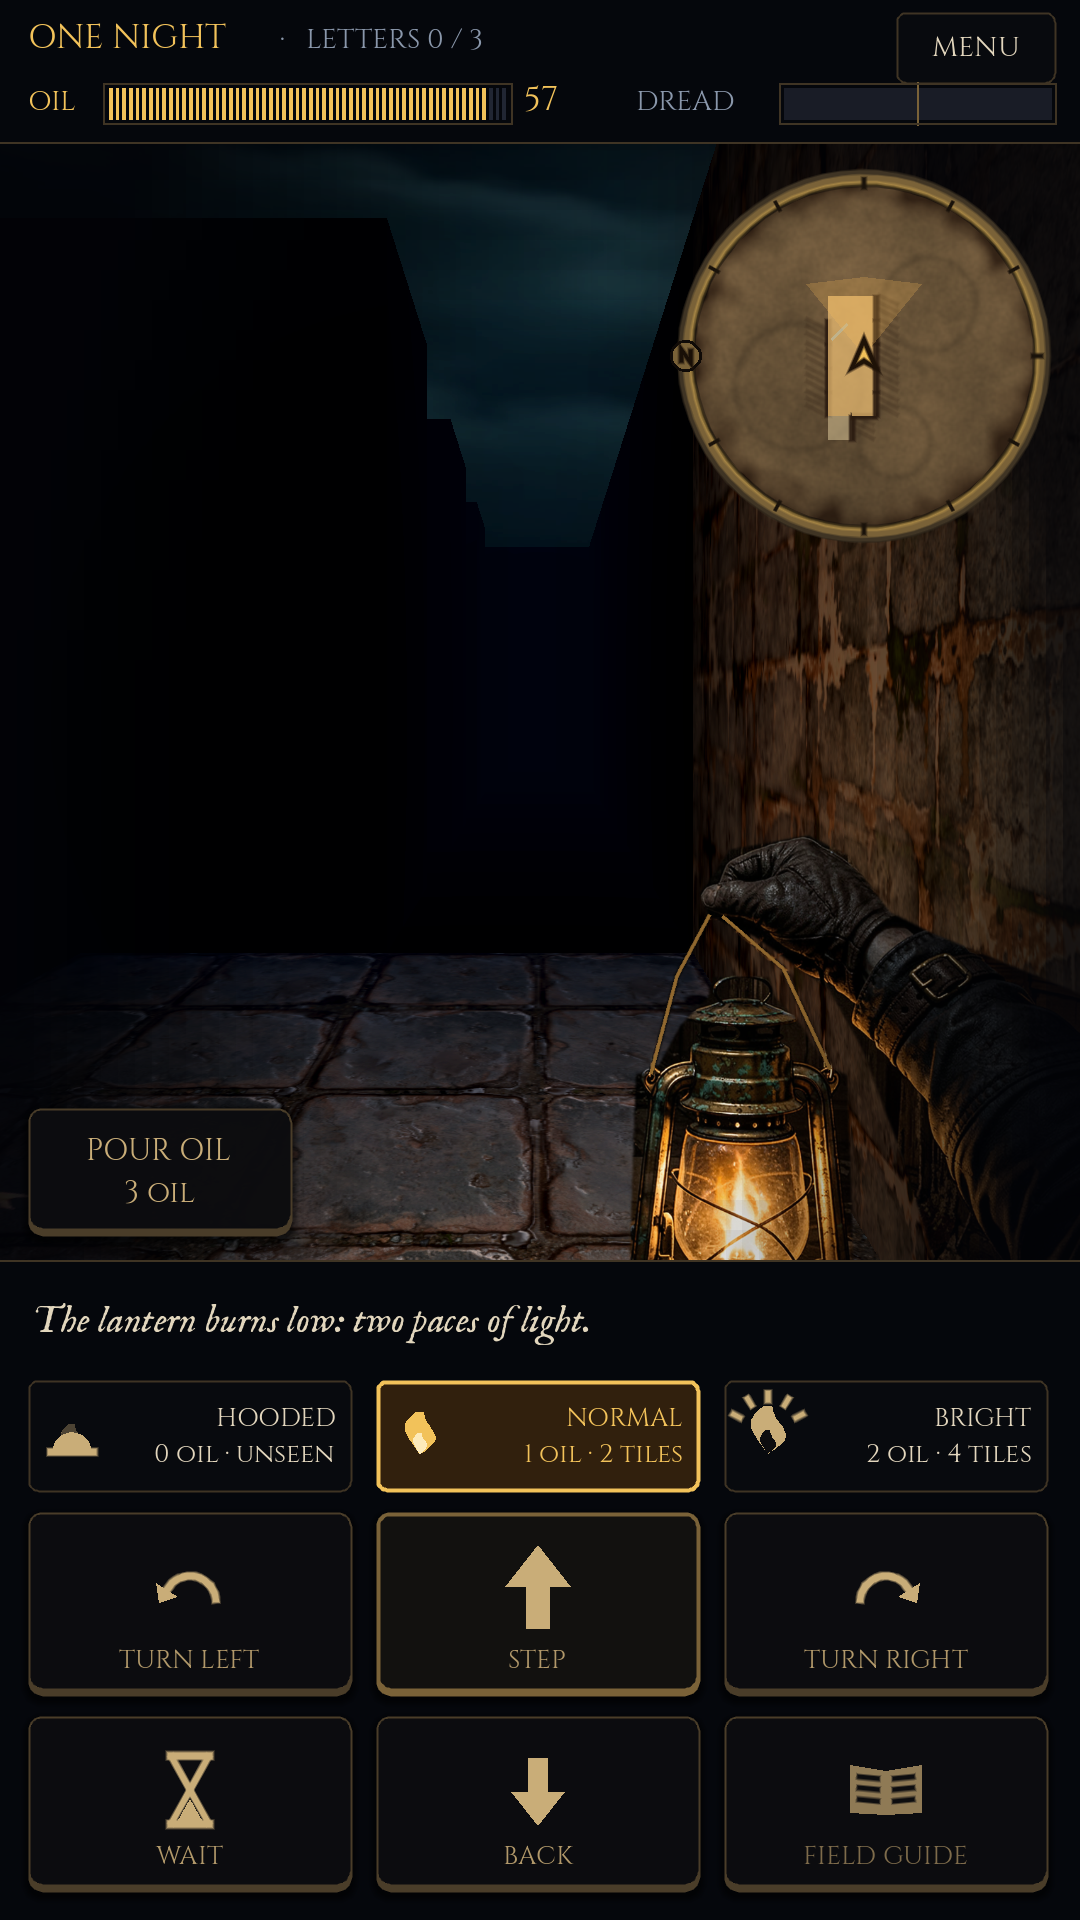 ONE NIGHT · LETTERS 0 / 3
MENU
OIL 57 DREAD
N
POUR OIL
3 OIL
The lantern burns low: two paces of light.
HOODED
0 OIL · UNSEEN
NORMAL
1 OIL · 2 TILES
BRIGHT
2 OIL · 4 TILES
TURN LEFT
STEP
TURN RIGHT
WAIT
BACK
FIELD GUIDE